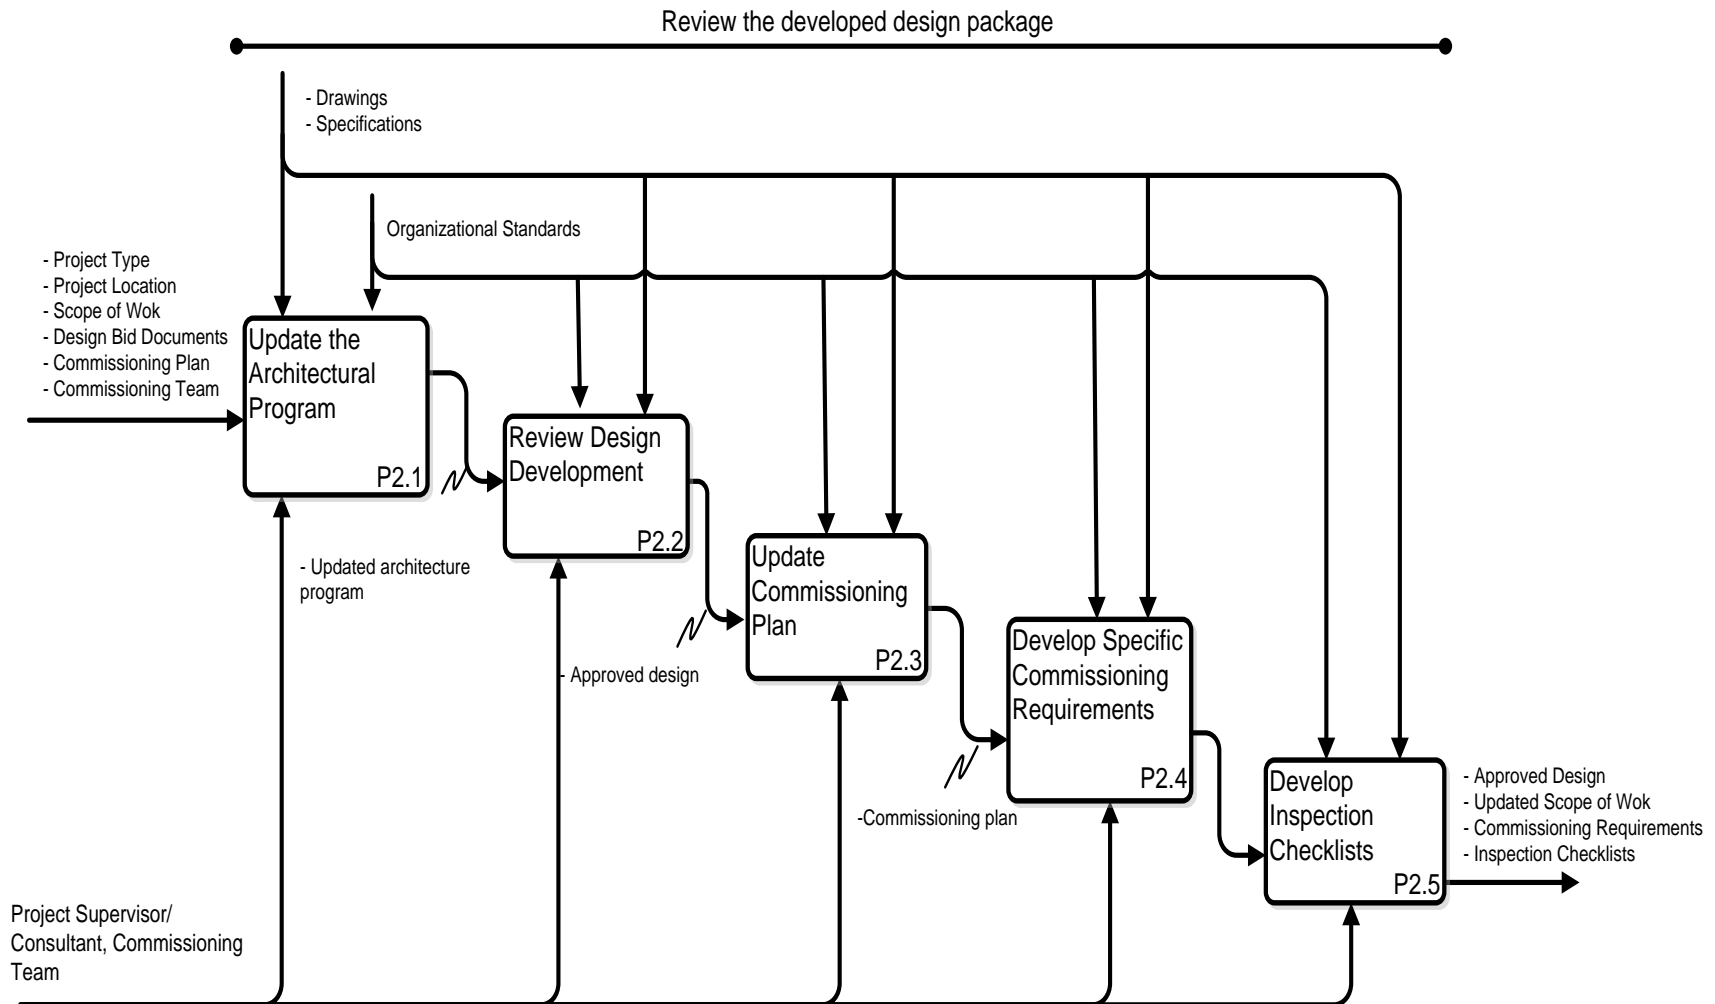 Review the developed design package
- Drawings
- Specifications
Organizational Standards
- Project Type
- Project Location
- Scope of Wok
- Design Bid Documents
- Commissioning Plan
- Commissioning Team
Update the
Architectural
Program
P2.1
Review Design
Development
P2.2
- Updated architecture
program
Update
Commissioning
Plan
P2.3
- Approved design
Develop Specific
Commissioning
Requirements
P2.4
-Commissioning plan
Develop
Inspection
Checklists
P2.5
- Approved Design
- Updated Scope of Wok
- Commissioning Requirements
- Inspection Checklists
Project Supervisor/
Consultant, Commissioning
Team